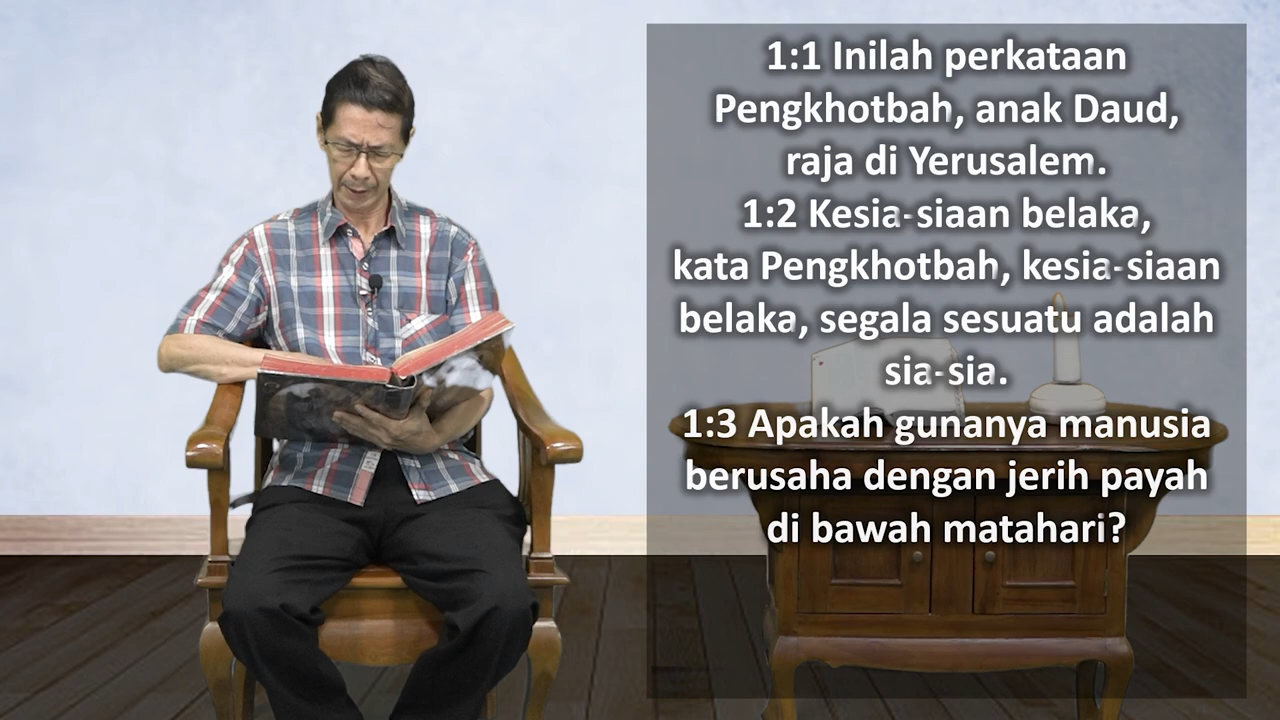 1:1 Inilah perkataan
Pengkhotbah, anak Daud,
raja di Yerusalem.
1:2 Kesia-siaan belaka,
kata Pengkhotbah, kesia-siaan
belaka, segala sesuatu adalah
sia-sia.
1:3 Apakah gunanya manusia
berusaha dengan jerih payah
di bawah matahari?